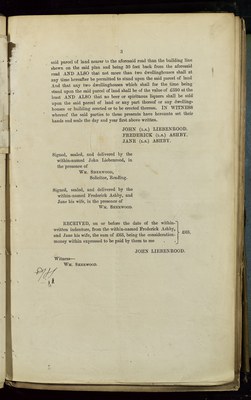 3
said parcel of land nearer to the aforesaid road than the building line
shown on the said plan and being 20 feet back from the aforesaid
road AND ALSO that not more than two dwellinghouses shall at
any time hereafter be permitted to stand upon the said parcel of land
And that any two dwellinghouses which shall for the time being
stand upon the said parcel of land shall be of the value of £500 at the
least AND ALSO that no beer or spirituous liquors shall be sold
upon the said parcel of land or any part thereof or any dwelling-
houses or building erected or to be erected thereon. IN WITNESS
whereof the said parties to these presents have hereunto set their
hands and seals the day and year first above written.
JOHN (L.S.) LIEBENROOD.
FREDERICK (L.S.) ASHBY.
JANE (L.S.) ASHBY.
Signed, sealed, and delivered by the
within-named John Liebenrood, in
the presence of
WM.
Solicitor, Reading.
Signed, sealed, and delivered by the
within-named Frederick Ashby, and
Jane his wife, in the presence of
WM.
RECEIVED, on or before the date of the within-
written indenture, from the within-named Frederick Ashby,
and Jane his wife, the sum of being the consideration-
money within expressed to be paid by them to me
JOHN LIEBENROOD.
Witness—
WM.